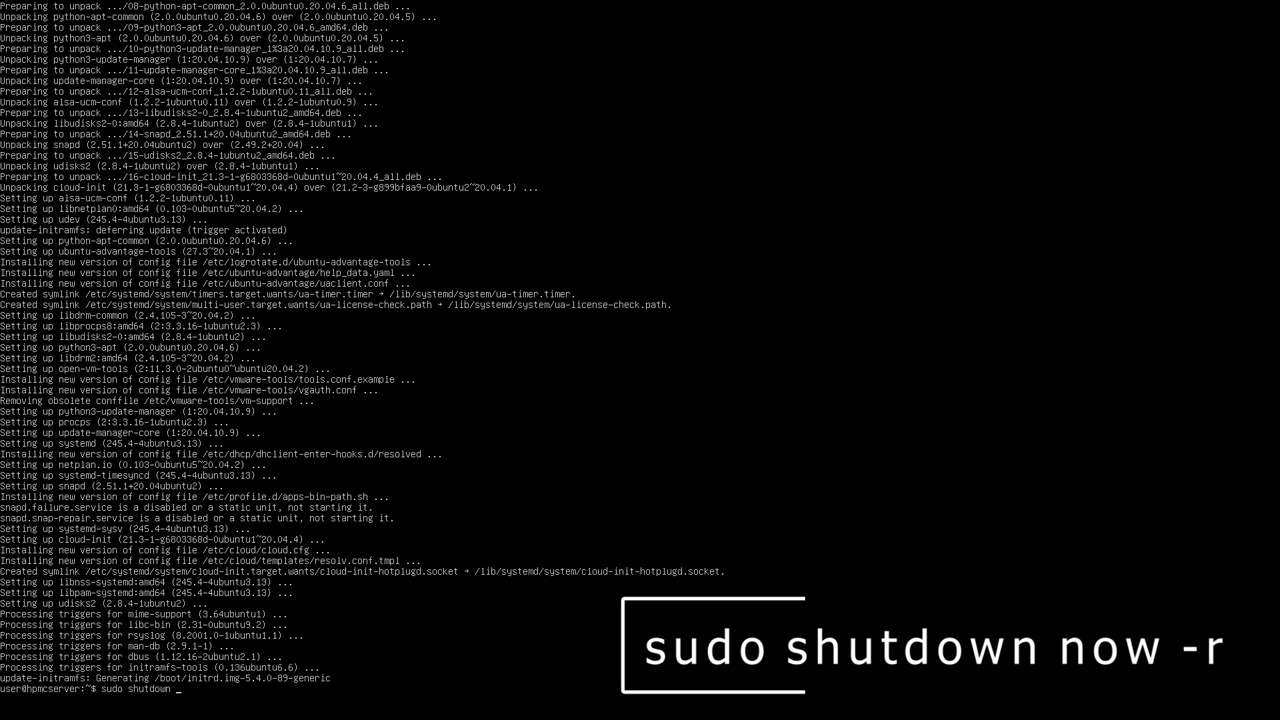 Preparing to unpack .../08-python-apt-common_2.0.0ubuntu0.20.04.6_all.deb ...
Unpacking python-apt-common (2.0.0ubuntu0.20.04.6) over (2.0.0ubuntu0.20.04.5) ...
Preparing to unpack .../09-python3-apt_2.0.0ubuntu0.20.04.6_amd64.deb ...
Unpacking python3-apt (2.0.0ubuntu0.20.04.6) over (2.0.0ubuntu0.20.04.5) ...
Preparing to unpack .../10-python3-update-manager_1%3a20.04.10.9_all.deb ...
Unpacking python3-update-manager (1:20.04.10.9) over (1:20.04.10.7) ...
Preparing to unpack .../11-update-manager-core_1%3a20.04.10.9_all.deb ...
Unpacking update-manager-core (1:20.04.10.9) over (1:20.04.10.7) ...
Preparing to unpack .../12-alsa-ucm-conf_1.2.2-1ubuntu0.11_all.deb ...
Unpacking alsa-ucm-conf (1.2.2-1ubuntu0.11) over (1.2.2-1ubuntu0.9) ...
Preparing to unpack .../13-libudisks2-0_2.8.4-1ubuntu2_amd64.deb ...
Unpacking libudisks2-0:amd64 (2.8.4-1ubuntu2) over (2.8.4-1ubuntu1) ...
Preparing to unpack .../14-snapd_2.51.1+20.04ubuntu2_amd64.deb ...
Unpacking snapd (2.51.1+20.04ubuntu2) over (2.49.2+20.04) ...
Preparing to unpack .../15-udisks2_2.8.4-1ubuntu2_amd64.deb ...
Unpacking udisks2 (2.8.4-1ubuntu2) over (2.8.4-1ubuntu1) ...
Preparing to unpack .../16-cloud-init_21.3-1-g6803368d-0ubuntu1~20.04.4_all.deb ...
Unpacking cloud-init (21.3-1-g6803368d-0ubuntu1~20.04.4) over (21.2-3-g899bfaa9-0ubuntu2~20.04.1) ...
Setting up alsa-ucm-conf (1.2.2-1ubuntu0.11) ...
Setting up libnetplan0:amd64 (0.103-0ubuntu5~20.04.2) ...
Setting up udev (245.4-4ubuntu3.13) ...
update-initramfs: deferring update (trigger activated)
Setting up python-apt-common (2.0.0ubuntu0.20.04.6) ...
Setting up ubuntu-advantage-tools (27.3~20.04.1) ...
Installing new version of config file /etc/logrotate.d/ubuntu-advantage-tools ...
Installing new version of config file /etc/ubuntu-advantage/help_data.yaml ...
Installing new version of config file /etc/ubuntu-advantage/uaclient.conf ...
Created symlink /etc/systemd/system/timers.target.wants/ua-timer.timer → /lib/systemd/system/ua-timer.timer.
Created symlink /etc/systemd/system/multi-user.target.wants/ua-license-check.path → /lib/systemd/system/ua-license-check.path.
Setting up libdrm-common (2.4.105-3~20.04.2) ...
Setting up libprocps8:amd64 (2:3.3.16-1ubuntu2.3) ...
Setting up libudisks2-0:amd64 (2.8.4-1ubuntu2) ...
Setting up python3-apt (2.0.0ubuntu0.20.04.6) ...
Setting up libdrm2:amd64 (2.4.105-3~20.04.2) ...
Setting up open-vm-tools (2:11.3.0-2ubuntu0~ubuntu20.04.2) ...
Installing new version of config file /etc/vmware-tools/tools.conf.example ...
Installing new version of config file /etc/vmware-tools/vgauth.conf ...
Removing obsolete conffile /etc/vmware-tools/vm-support ...
Setting up python3-update-manager (1:20.04.10.9) ...
Setting up procps (2:3.3.16-1ubuntu2.3) ...
Setting up update-manager-core (1:20.04.10.9) ...
Setting up systemd (245.4-4ubuntu3.13) ...
Installing new version of config file /etc/dhcp/dhclient-enter-hooks.d/resolved ...
Setting up netplan.io (0.103-0ubuntu5~20.04.2) ...
Setting up systemd-timesyncd (245.4-4ubuntu3.13) ...
Setting up snapd (2.51.1+20.04ubuntu2) ...
Installing new version of config file /etc/profile.d/apps-bin-path.sh ...
snapd.failure.service is a disabled or a static unit, not starting it.
snapd.snap-repair.service is a disabled or a static unit, not starting it.
Setting up systemd-sysv (245.4-4ubuntu3.13) ...
Setting up cloud-init (21.3-1-g6803368d-0ubuntu1~20.04.4) ...
Installing new version of config file /etc/cloud/cloud.cfg ...
Installing new version of config file /etc/cloud/templates/resolv.conf.tmpl ...
Created symlink /etc/systemd/system/cloud-init.target.wants/cloud-init-hotplugd.socket → /lib/systemd/system/cloud-init-hotplugd.socket.
Setting up libnss-systemd:amd64 (245.4-4ubuntu3.13) ...
Setting up libpam-systemd:amd64 (245.4-4ubuntu3.13) ...
Setting up udisks2 (2.8.4-1ubuntu2) ...
Processing triggers for mime-support (3.64ubuntu1) ...
Processing triggers for libc-bin (2.31-0ubuntu9.2) ...
Processing triggers for rsyslog (8.2001.0-1ubuntu1.1) ...
Processing triggers for man-db (2.9.1-1) ...
Processing triggers for dbus (1.12.16-2ubuntu2.1) ...
Processing triggers for initramfs-tools (0.136ubuntu6.6) ...
update-initramfs: Generating /boot/initrd.img-5.4.0-89-generic
user@hpmcserver:~$ sudo shutdown _
sudo shutdown now -r